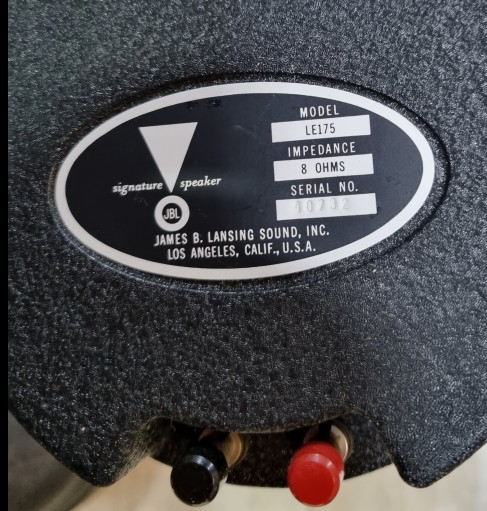 MODEL
LE175
IMPEDANCE
8 OHMS
SERIAL NO.
signature speaker
JBL
JAMES B. LANSING SOUND, INC.
LOS ANGELES, CALIF., U.S.A.